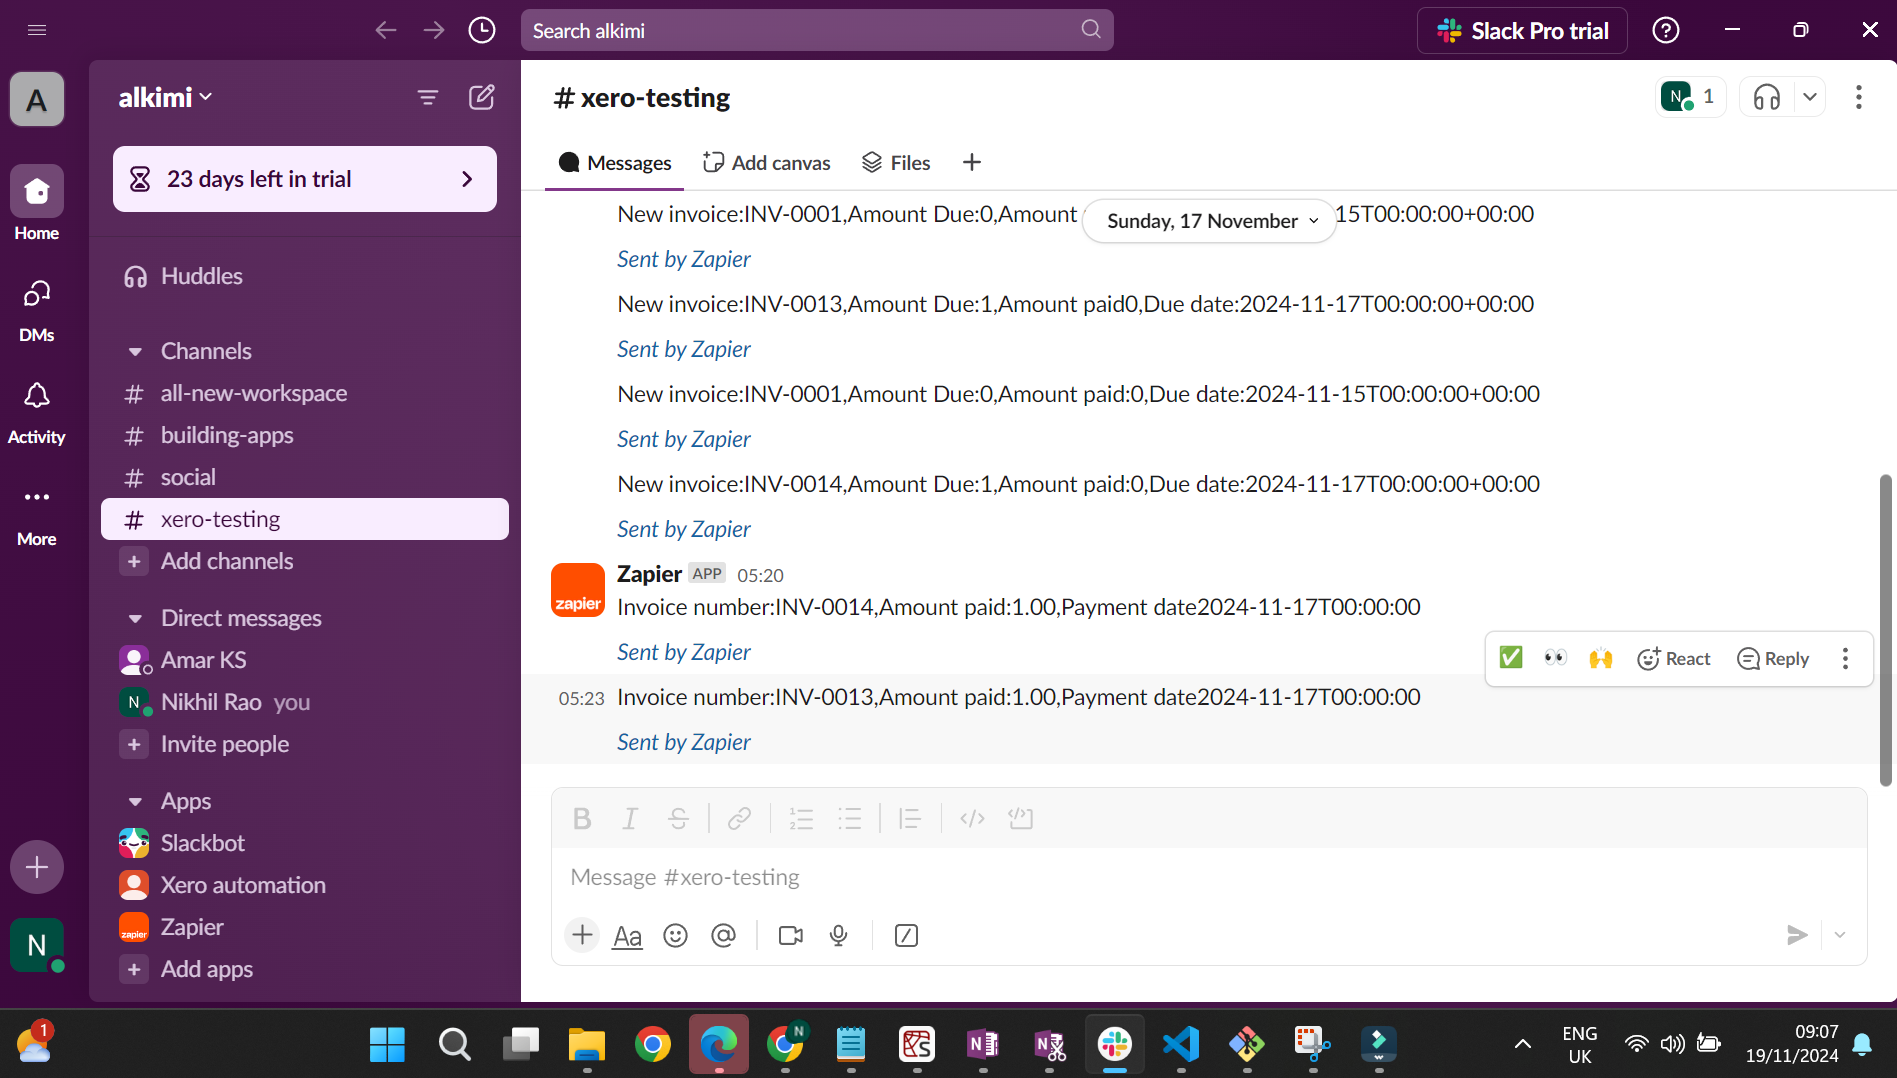 Search alkimi
Slack Pro trial
A
alkimi
# xero-testing
N 1
23 days left in trial
Messages
Add canvas
Files
Home
New invoice:INV-0001,Amount Due:0,Amount
Sunday, 17 November
15T00:00:00+00:00
Sent by Zapier
Huddles
DMs
New invoice:INV-0013,Amount Due:1,Amount paid0,Due date:2024-11-17T00:00:00+00:00
Sent by Zapier
Channels
# all-new-workspace
New invoice:INV-0001,Amount Due:0,Amount paid:0,Due date:2024-11-15T00:00:00+00:00
Activity
# building-apps
Sent by Zapier
# social
New invoice:INV-0014,Amount Due:1,Amount paid:0,Due date:2024-11-17T00:00:00+00:00
# xero-testing
Sent by Zapier
More
Add channels
Zapier APP 05:20
zapier
Invoice number:INV-0014,Amount paid:1.00,Payment date2024-11-17T00:00:00
Direct messages
Sent by Zapier
Amar KS
React
Reply
05:23 Invoice number:INV-0013,Amount paid:1.00,Payment date2024-11-17T00:00:00
N Nikhil Rao you
Sent by Zapier
Invite people
Apps
B I S
Slackbot
Message #xero-testing
Xero automation
zapier Zapier
Aa
N
Add apps
1
N
N
N
ENG
UK
09:07
19/11/2024